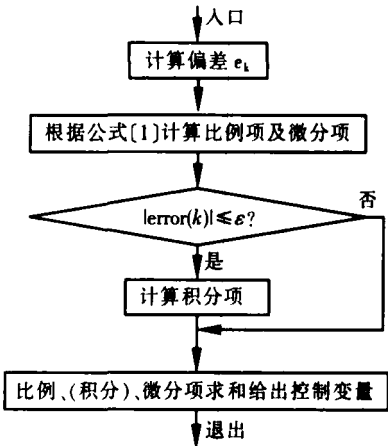 入口
计算偏差 eₖ
根据公式〔1〕计算比例项及微分项
|error(k)|≤ε?
否
是
计算积分项
比例、(积分)、微分项求和给出控制变量
退出